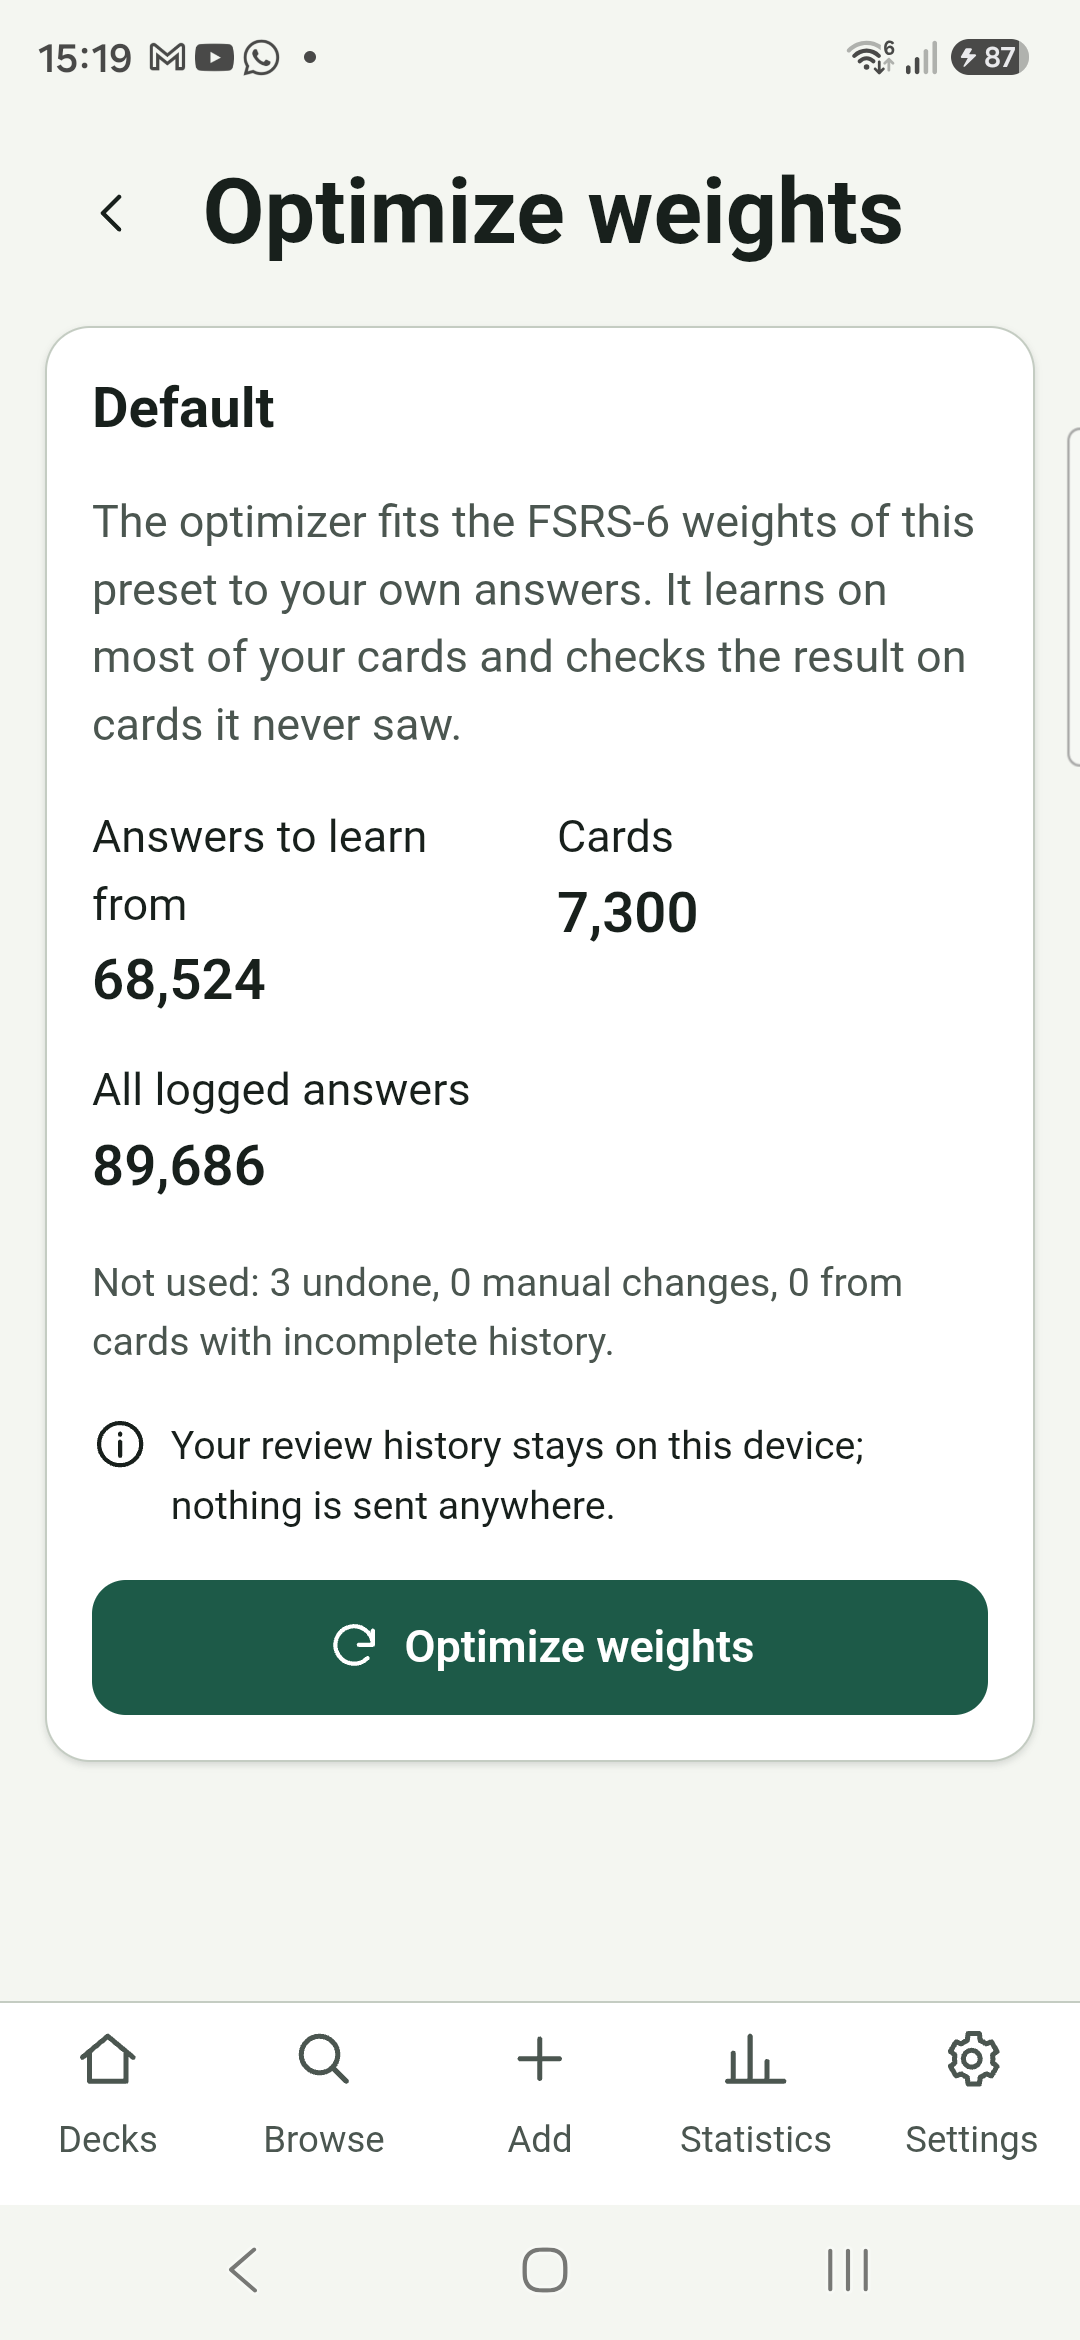 15:19
6
87
Optimize weights
Default
The optimizer fits the FSRS-6 weights of this
preset to your own answers. It learns on
most of your cards and checks the result on
cards it never saw.
Answers to learn
from
68,524
Cards
7,300
All logged answers
89,686
Not used: 3 undone, 0 manual changes, 0 from
cards with incomplete history.
Your review history stays on this device;
nothing is sent anywhere.
Optimize weights
Decks
Browse
Add
Statistics
Settings